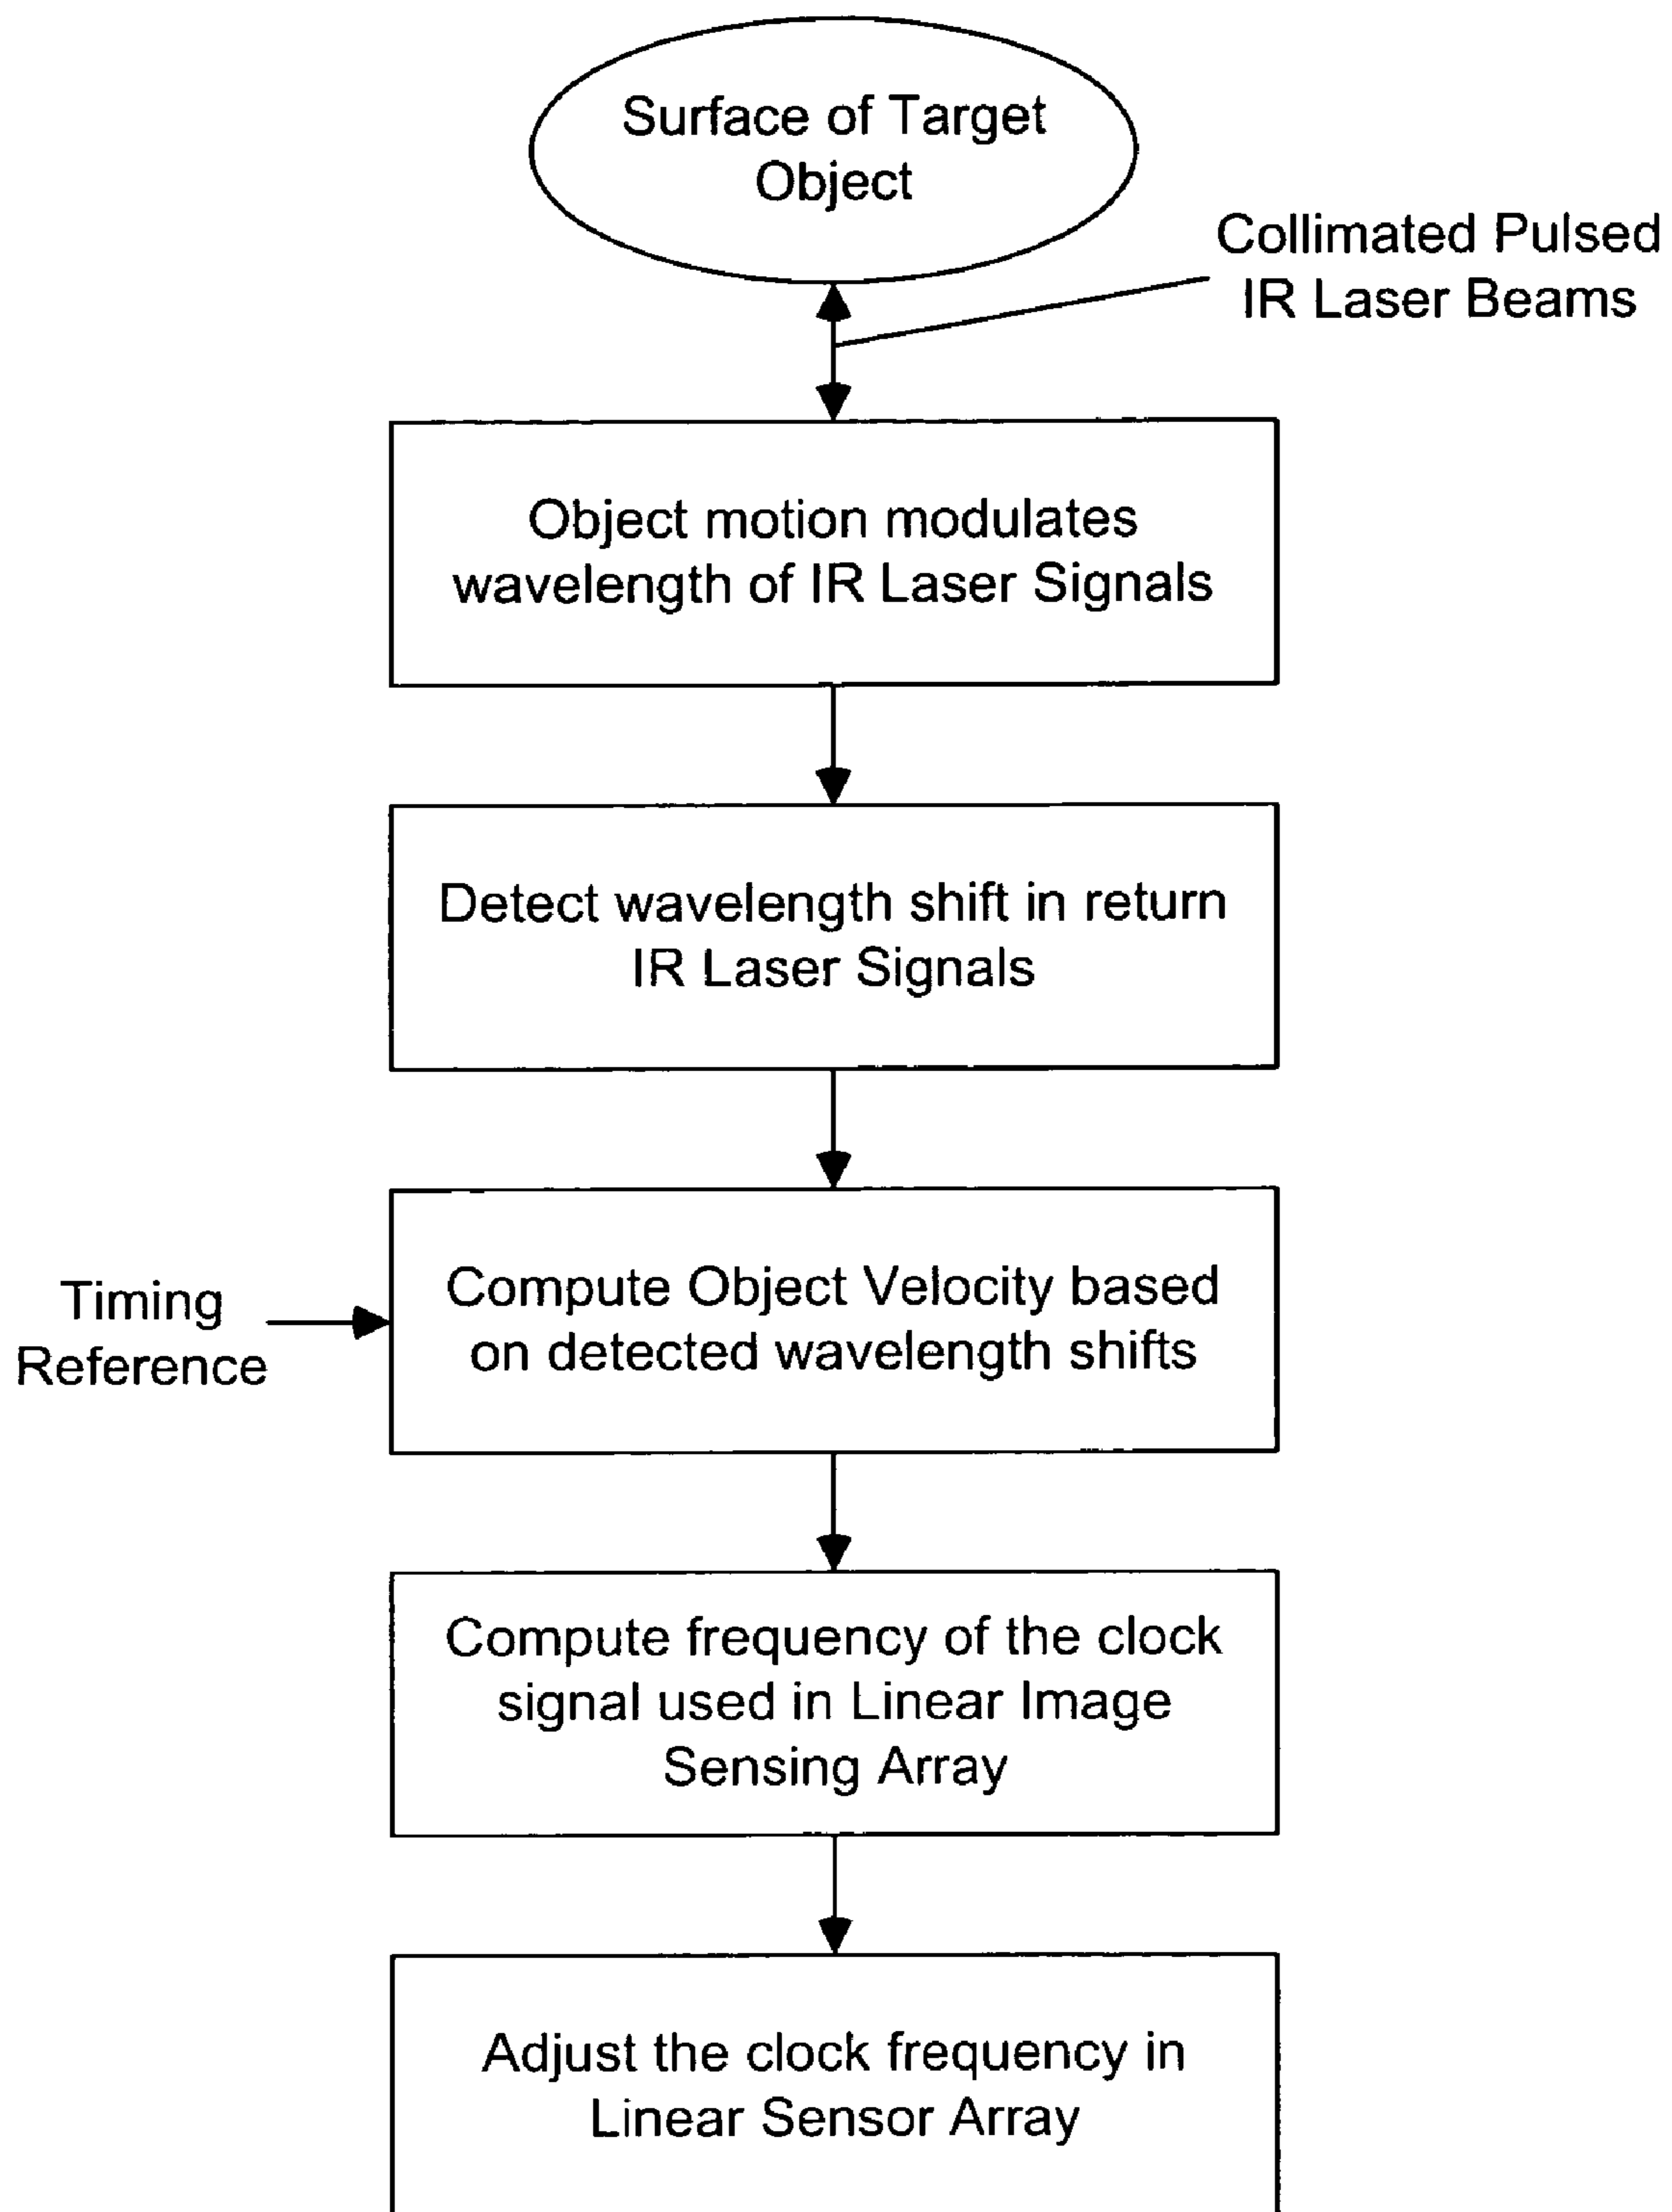 Surface of Target
Object
Collimated Pulsed
IR Laser Beams
Object motion modulates
wavelength of IR Laser Signals
Detect wavelength shift in return
IR Laser Signals
Timing
Reference
Compute Object Velocity based
on detected wavelength shifts
Compute frequency of the clock
signal used in Linear Image
Sensing Array
Adjust the clock frequency in
Linear Sensor Array